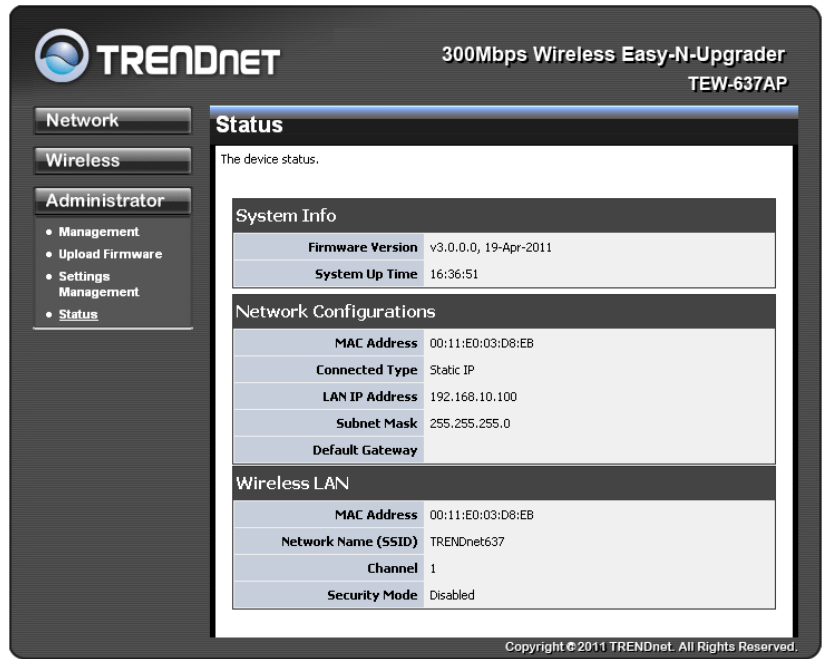 TRENDNET
300Mbps Wireless Easy-N-Upgrader
TEW-637AP
Network
Wireless
Administrator
• Management
• Upload Firmware
• Settings
Management
• Status
Status
The device status.
System Info
Firmware Version v3.0.0.0, 19-Apr-2011
System Up Time 16:36:51
Network Configurations
MAC Address 00:11:E0:03:D8:EB
Connected Type Static IP
LAN IP Address 192.168.10.100
Subnet Mask 255.255.255.0
Default Gateway
Wireless LAN
MAC Address 00:11:E0:03:D8:EB
Network Name (SSID) TRENDnet637
Channel 1
Security Mode Disabled
Copyright © 2011 TRENDnet. All Rights Reserved.